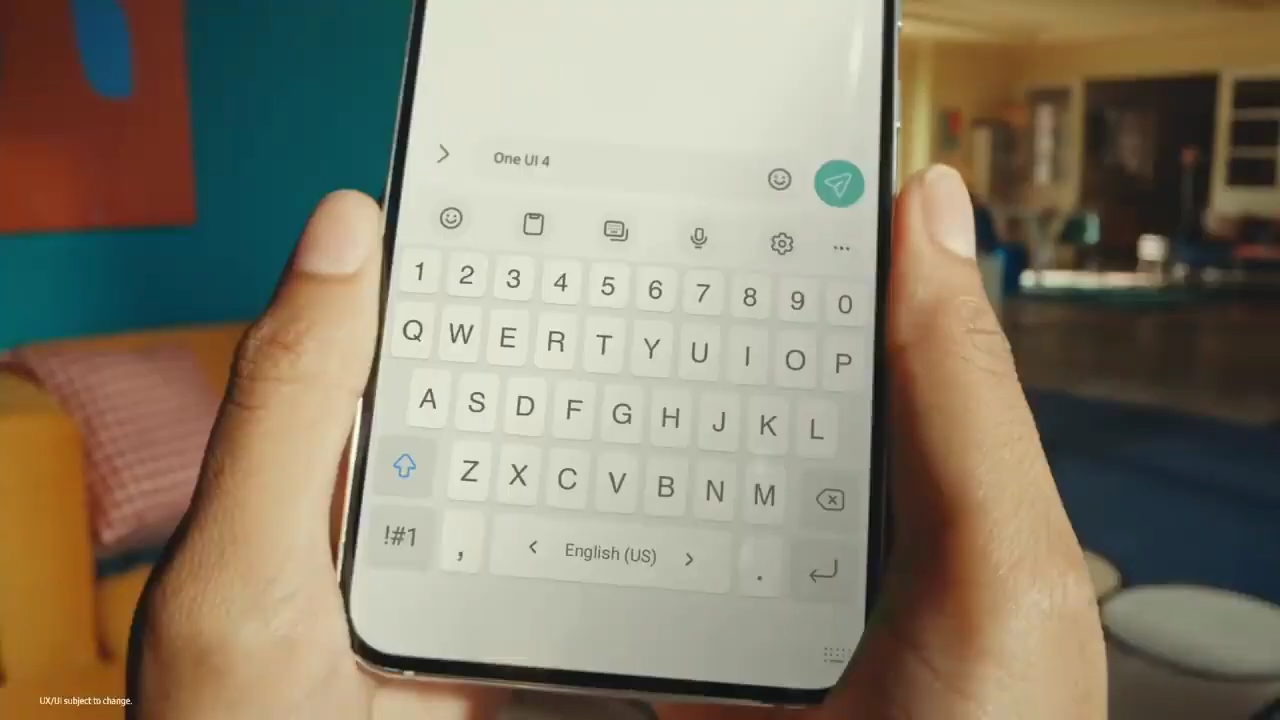 One UI 4
1 2 3 4 5 6 7 8 9 0
Q W E R T Y U I O P
A S D F G H J K L
Z X C V B N M
!#1 , English (US) .
UX/UI subject to change.